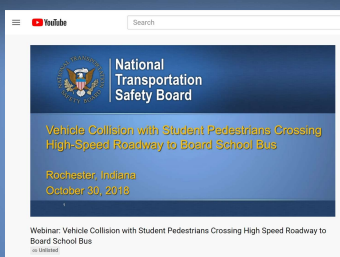 YouTube
Search
National
Transportation
Safety Board
Vehicle Collision with Student Pedestrians Crossing
High-Speed Roadway to Board School Bus
Rochester, Indiana
October 30, 2018
1
Webinar: Vehicle Collision with Student Pedestrians Crossing High Speed Roadway to
Board School Bus
Unlisted